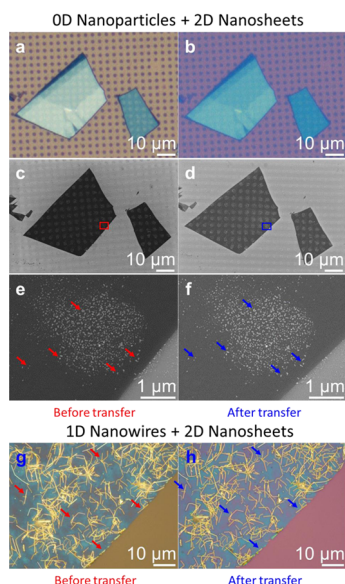 0D Nanoparticles + 2D Nanosheets
a
b
10 µm
10 µm
c
d
10 µm
10 µm
e
f
1 µm
1 µm
Before transfer
After transfer
1D Nanowires + 2D Nanosheets
g
h
10 µm
10 µm
Before transfer
After transfer